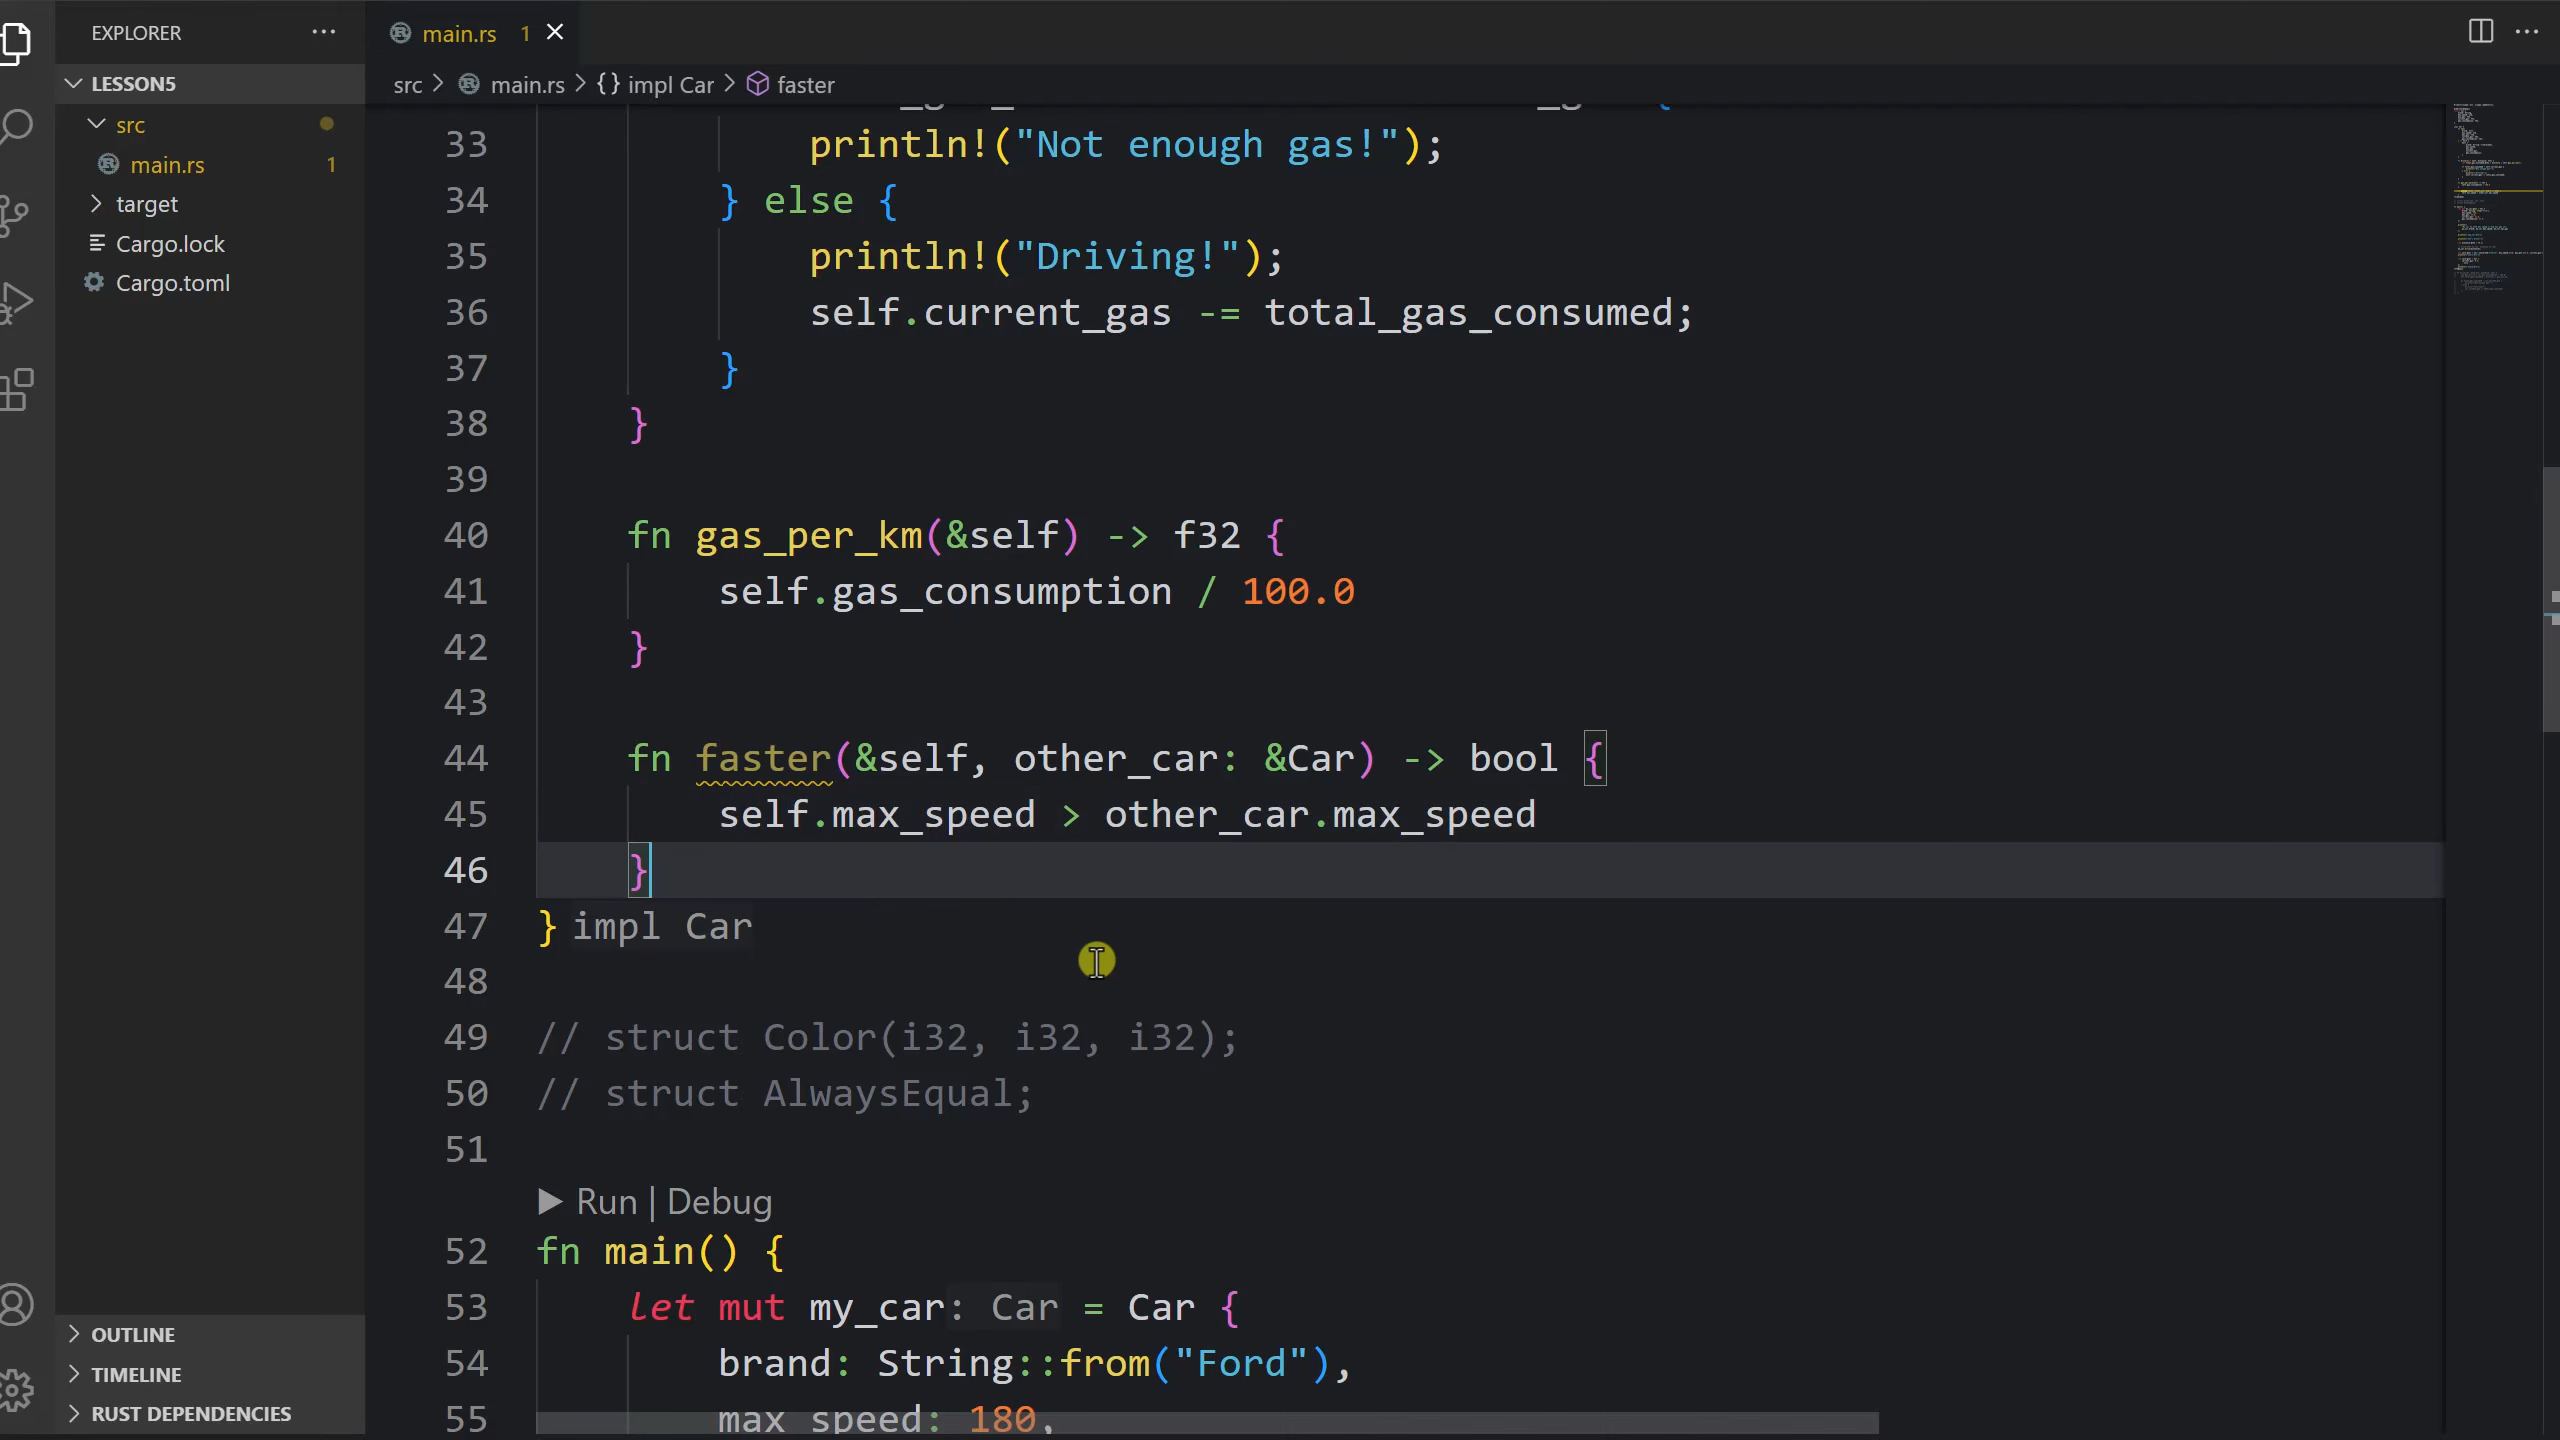 EXPLORER
LESSON5
src
main.rs 1
target
Cargo.lock
Cargo.toml
OUTLINE
TIMELINE
RUST DEPENDENCIES
main.rs 1
src > main.rs > {} impl Car > faster
33 println!("Not enough gas!");
34 } else {
35 println!("Driving!");
36 self.current_gas -= total_gas_consumed;
37 }
38 }
39
40 fn gas_per_km(&self) -> f32 {
41 self.gas_consumption / 100.0
42 }
43
44 fn faster(&self, other_car: &Car) -> bool {
45 self.max_speed > other_car.max_speed
46 }
47 } impl Car
48
49 // struct Color(i32, i32, i32);
50 // struct AlwaysEqual;
51
▶ Run | Debug
52 fn main() {
53 let mut my_car: Car = Car {
54 brand: String::from("Ford"),
55 max_speed: 180,